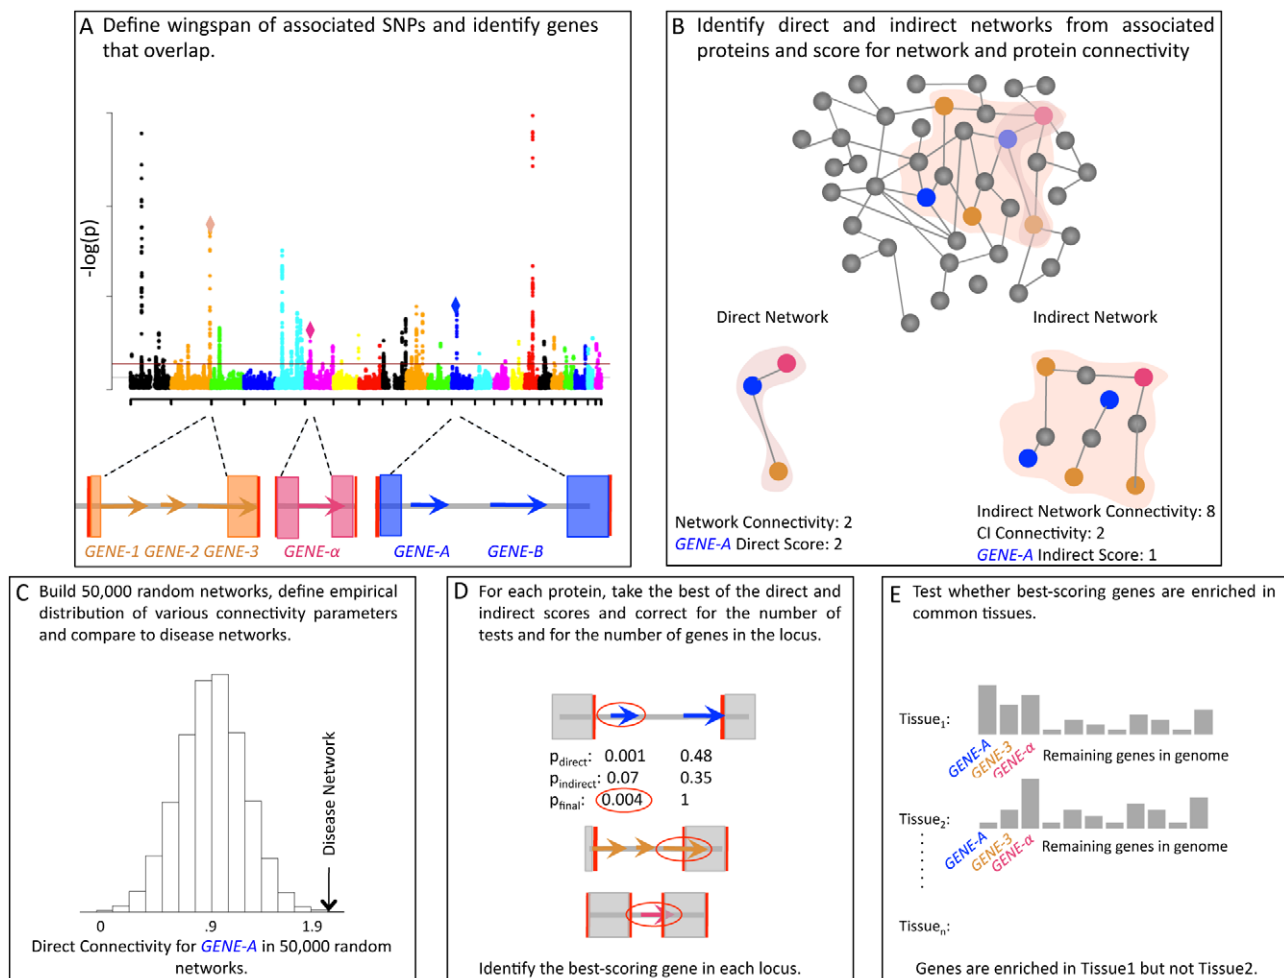 A Define wingspan of associated SNPs and identify genes
that overlap.
-log(p)
GENE-1 GENE-2 GENE-3
GENE-α
GENE-A
GENE-B
B Identify direct and indirect networks from associated
proteins and score for network and protein connectivity
Direct Network
Indirect Network
Network Connectivity: 2
GENE-A Direct Score: 2
Indirect Network Connectivity: 8
CI Connectivity: 2
GENE-A Indirect Score: 1
C Build 50,000 random networks, define empirical
distribution of various connectivity parameters
and compare to disease networks.
Disease Network
0 .9 1.9
Direct Connectivity for GENE-A in 50,000 random
networks.
D For each protein, take the best of the direct and
indirect scores and correct for the number of
tests and for the number of genes in the locus.
pdirect: 0.001 0.48
pindirect: 0.07 0.35
pfinal: 0.004 1
Identify the best-scoring gene in each locus.
E Test whether best-scoring genes are enriched in
common tissues.
Tissue1:
GENE-A GENE-3 GENE-α Remaining genes in genome
Tissue2:
GENE-A GENE-3 GENE-α Remaining genes in genome
Tissuen:
Genes are enriched in Tissue1 but not Tissue2.